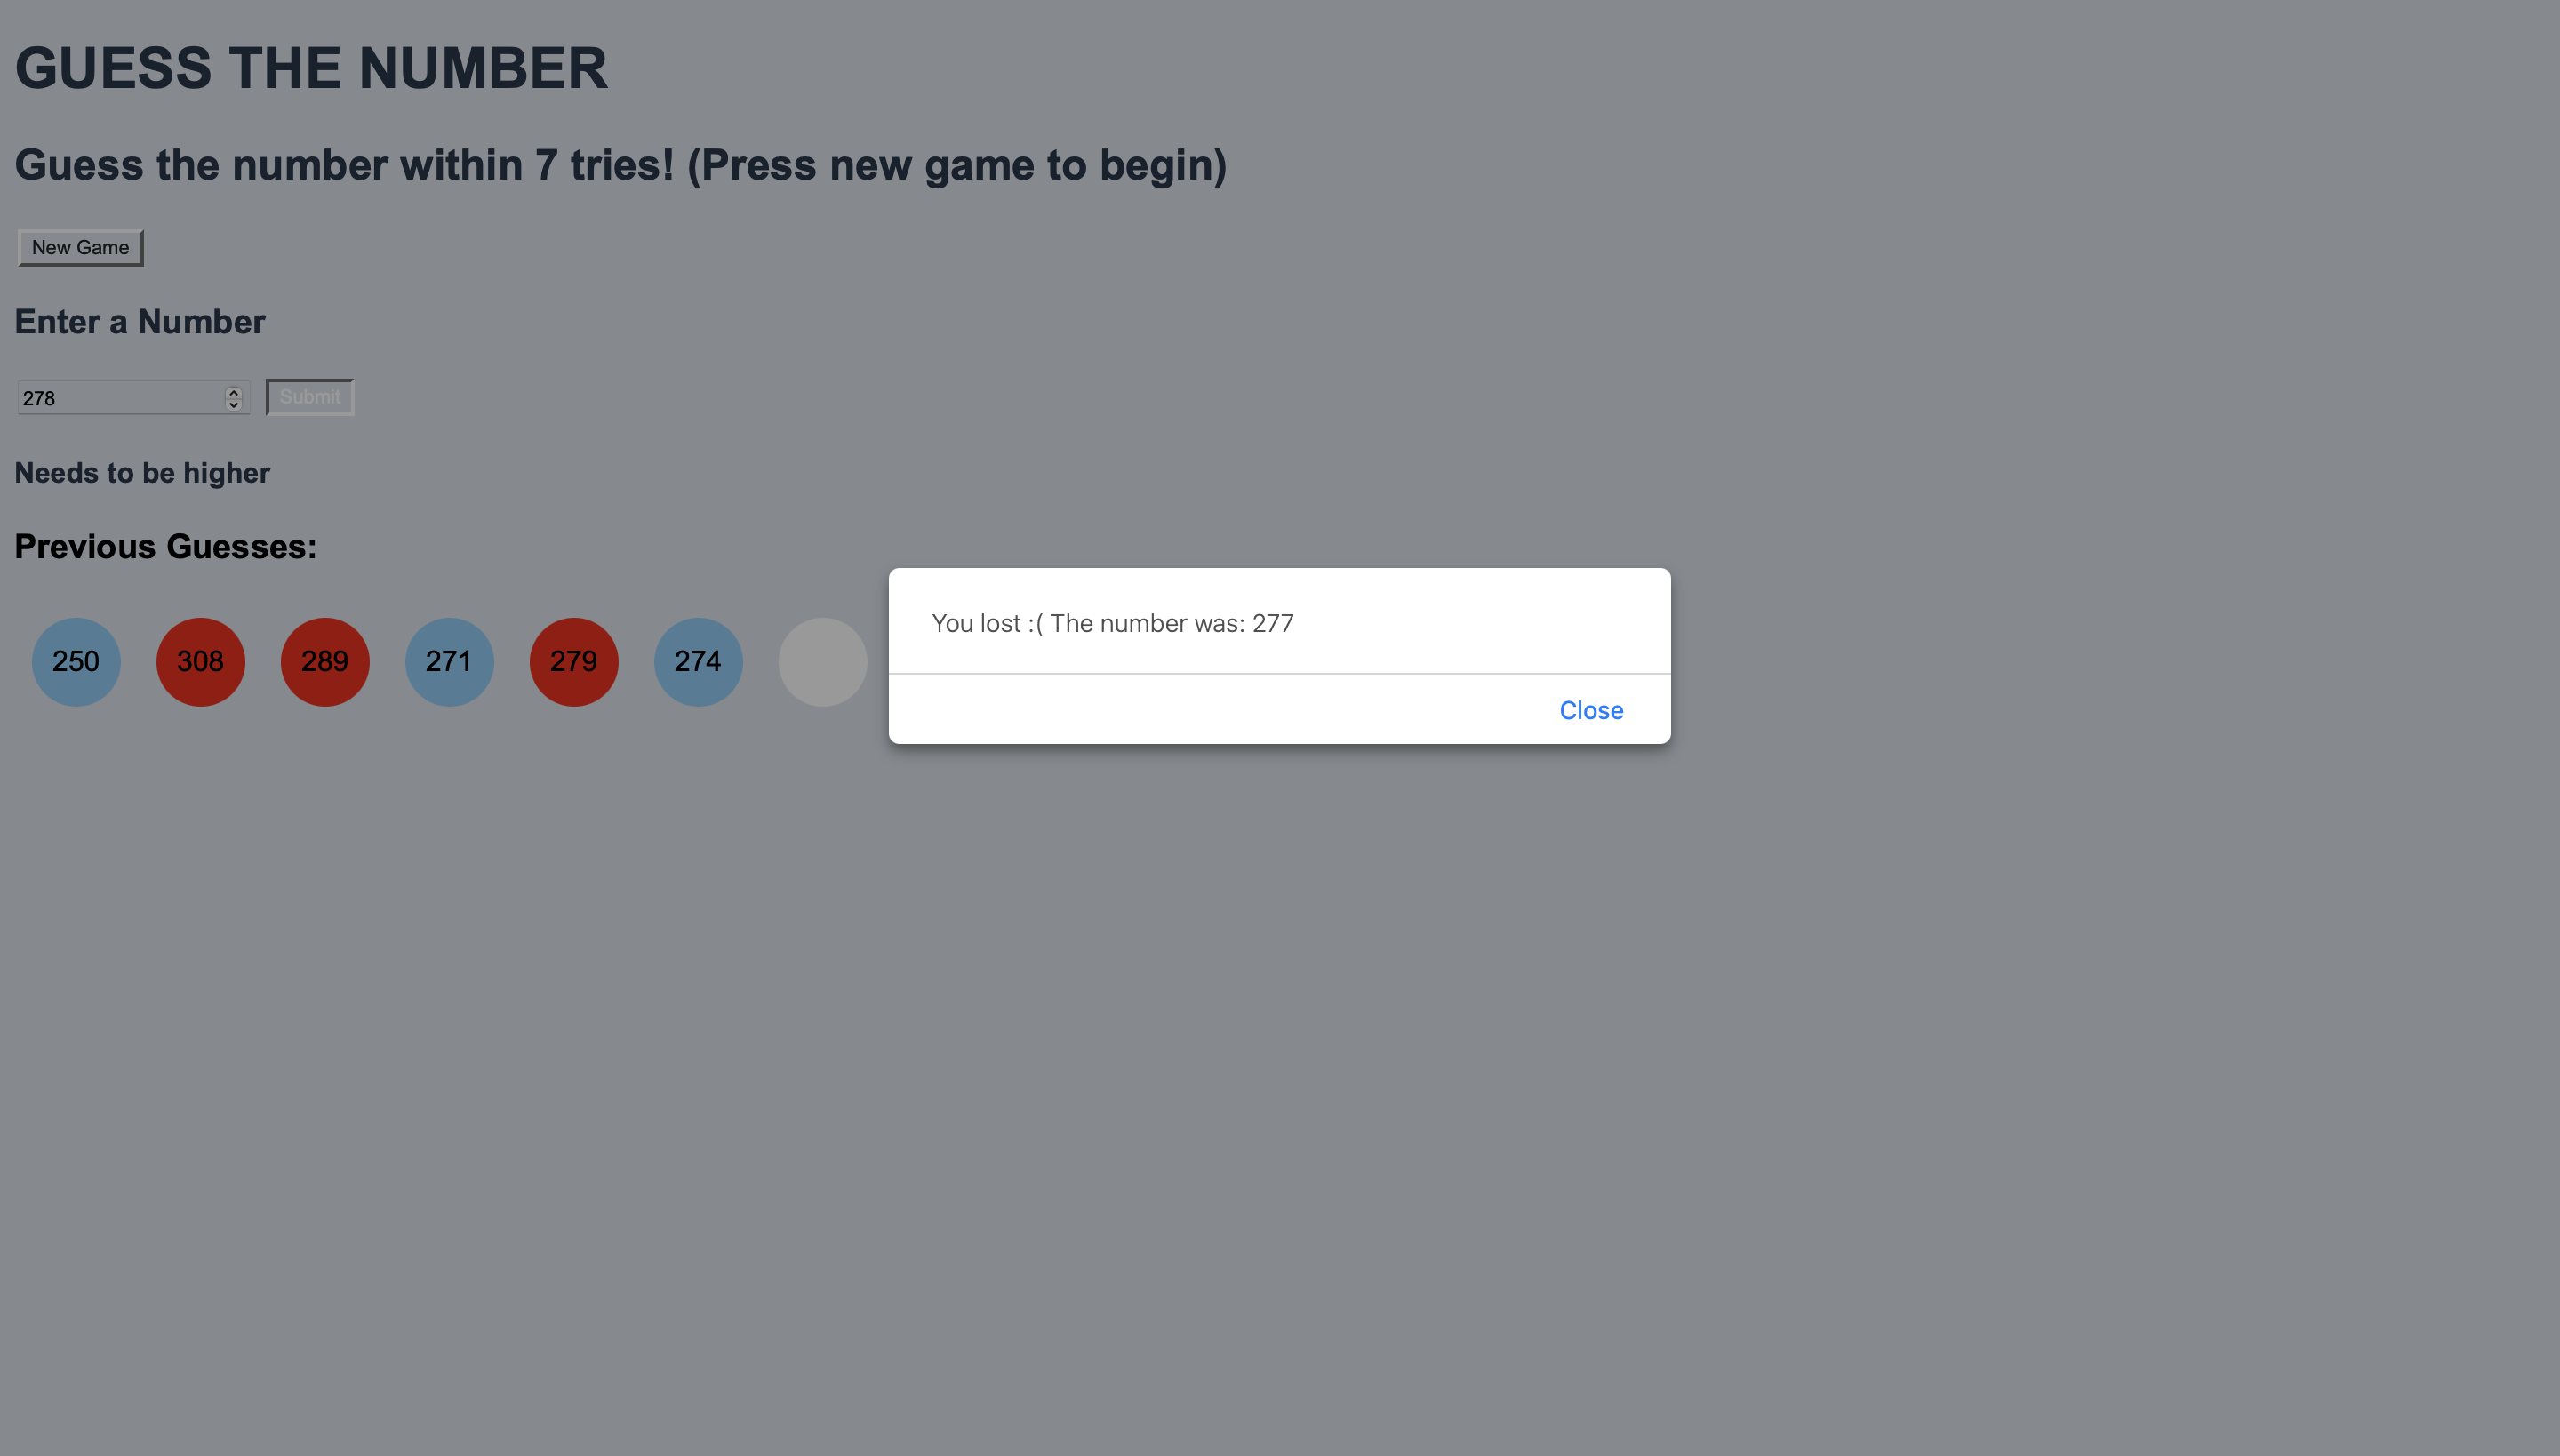 GUESS THE NUMBER
Guess the number within 7 tries! (Press new game to begin)
New Game
Enter a Number
278 Submit
Needs to be higher
Previous Guesses:
250 308 289 271 279 274
You lost :( The number was: 277
Close